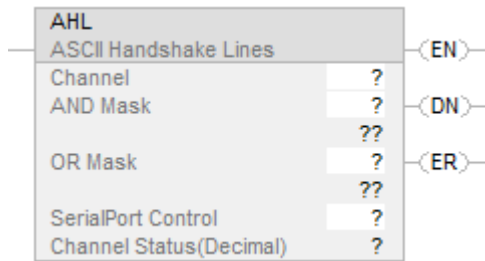 AHL
ASCII Handshake Lines
(EN)
Channel ?
AND Mask ?
(DN)
??
OR Mask ?
(ER)
??
SerialPort Control ?
Channel Status(Decimal) ?